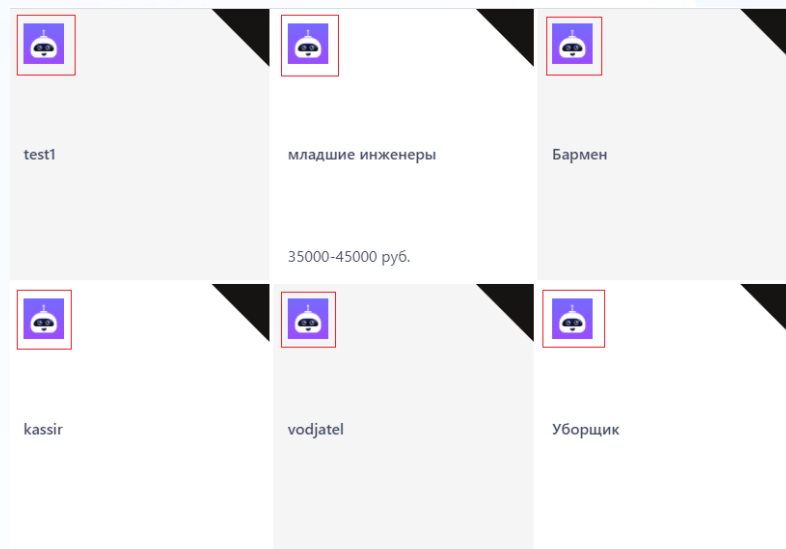 test1
младшие инженеры
Бармен
35000-45000 руб.
kassir
vodjatel
Уборщик